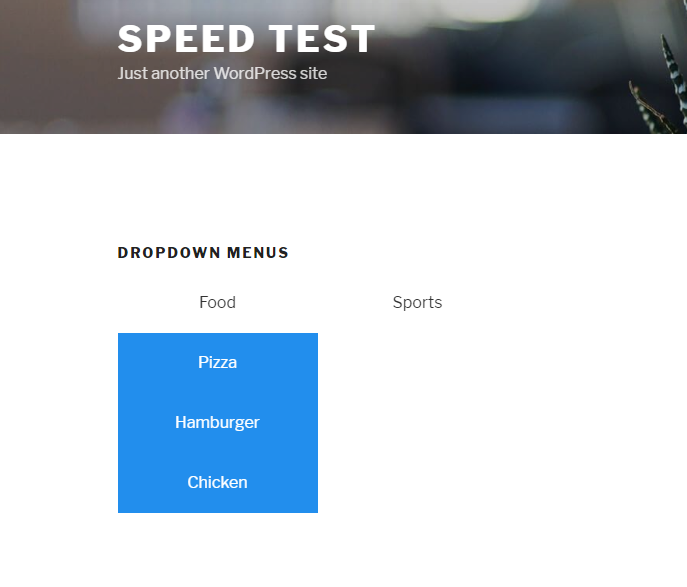 SPEED TEST
Just another WordPress site
DROPDOWN MENUS
Food
Sports
Pizza
Hamburger
Chicken